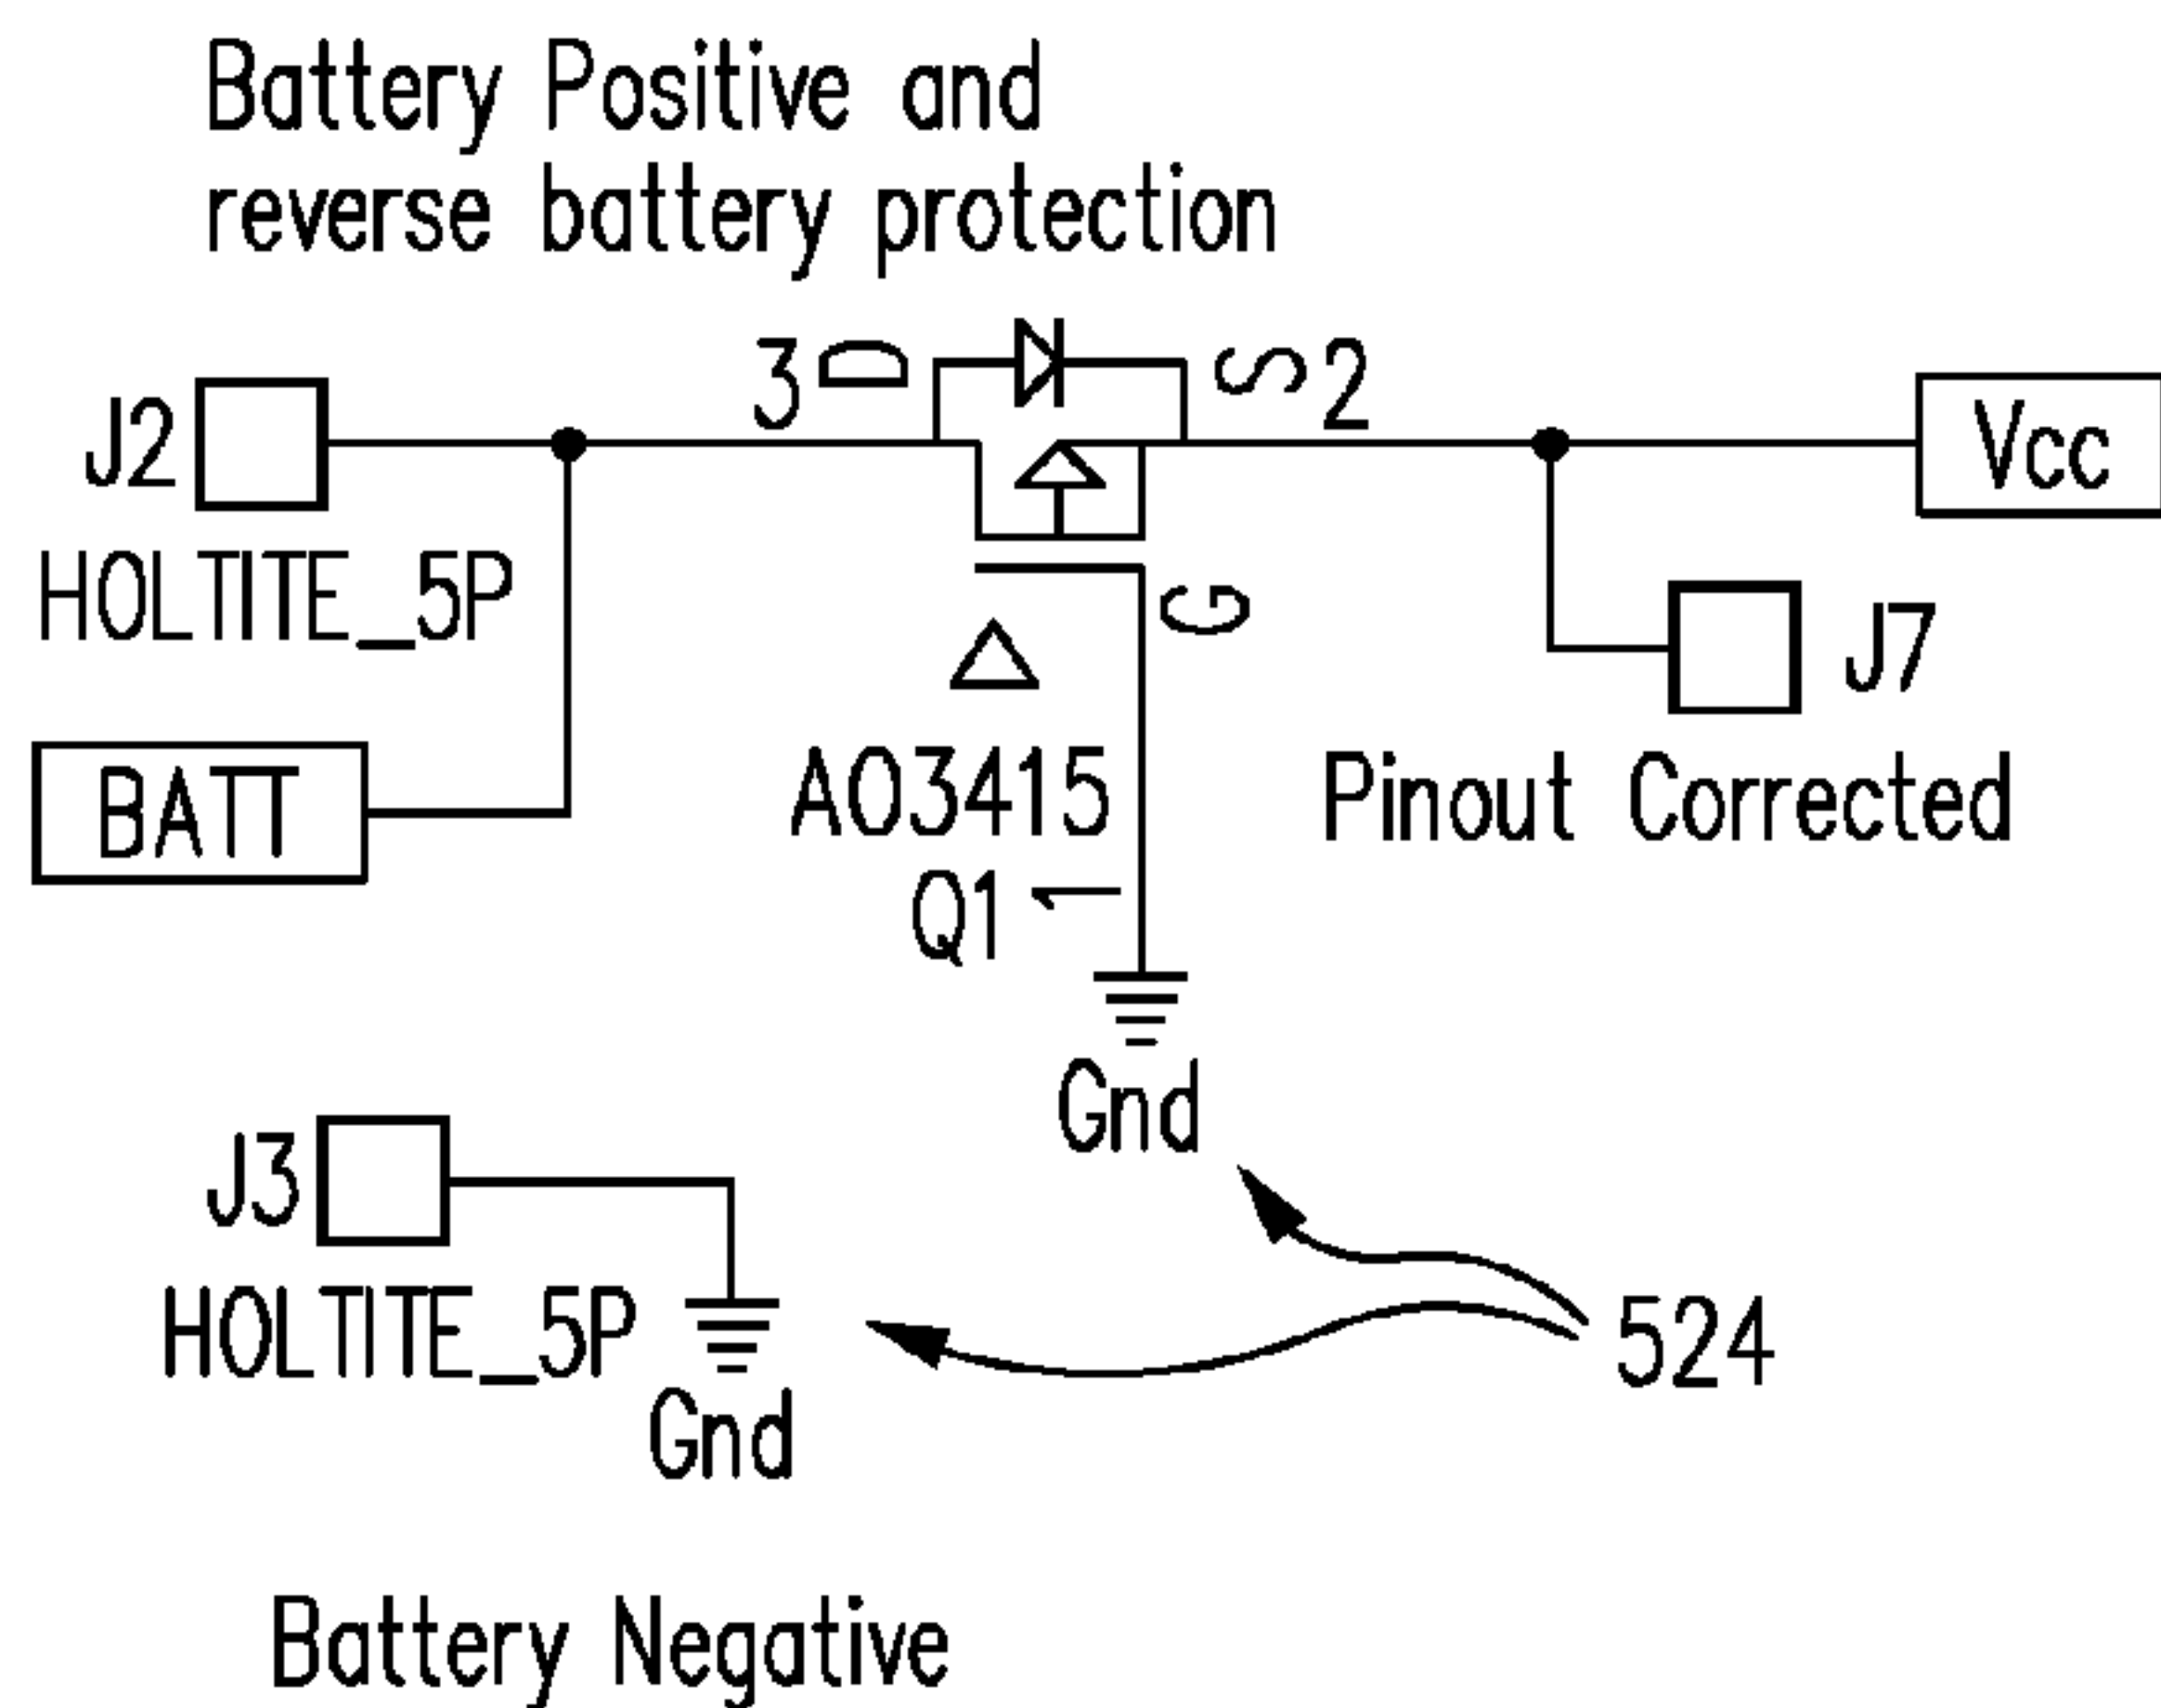 Battery Positive and
reverse battery protection
3 D
S 2
J2
Vcc
HOLTITE_5P
G
J7
BATT
AO3415
Pinout Corrected
Q1
1
Gnd
J3
HOLTITE_5P
524
Gnd
Battery Negative